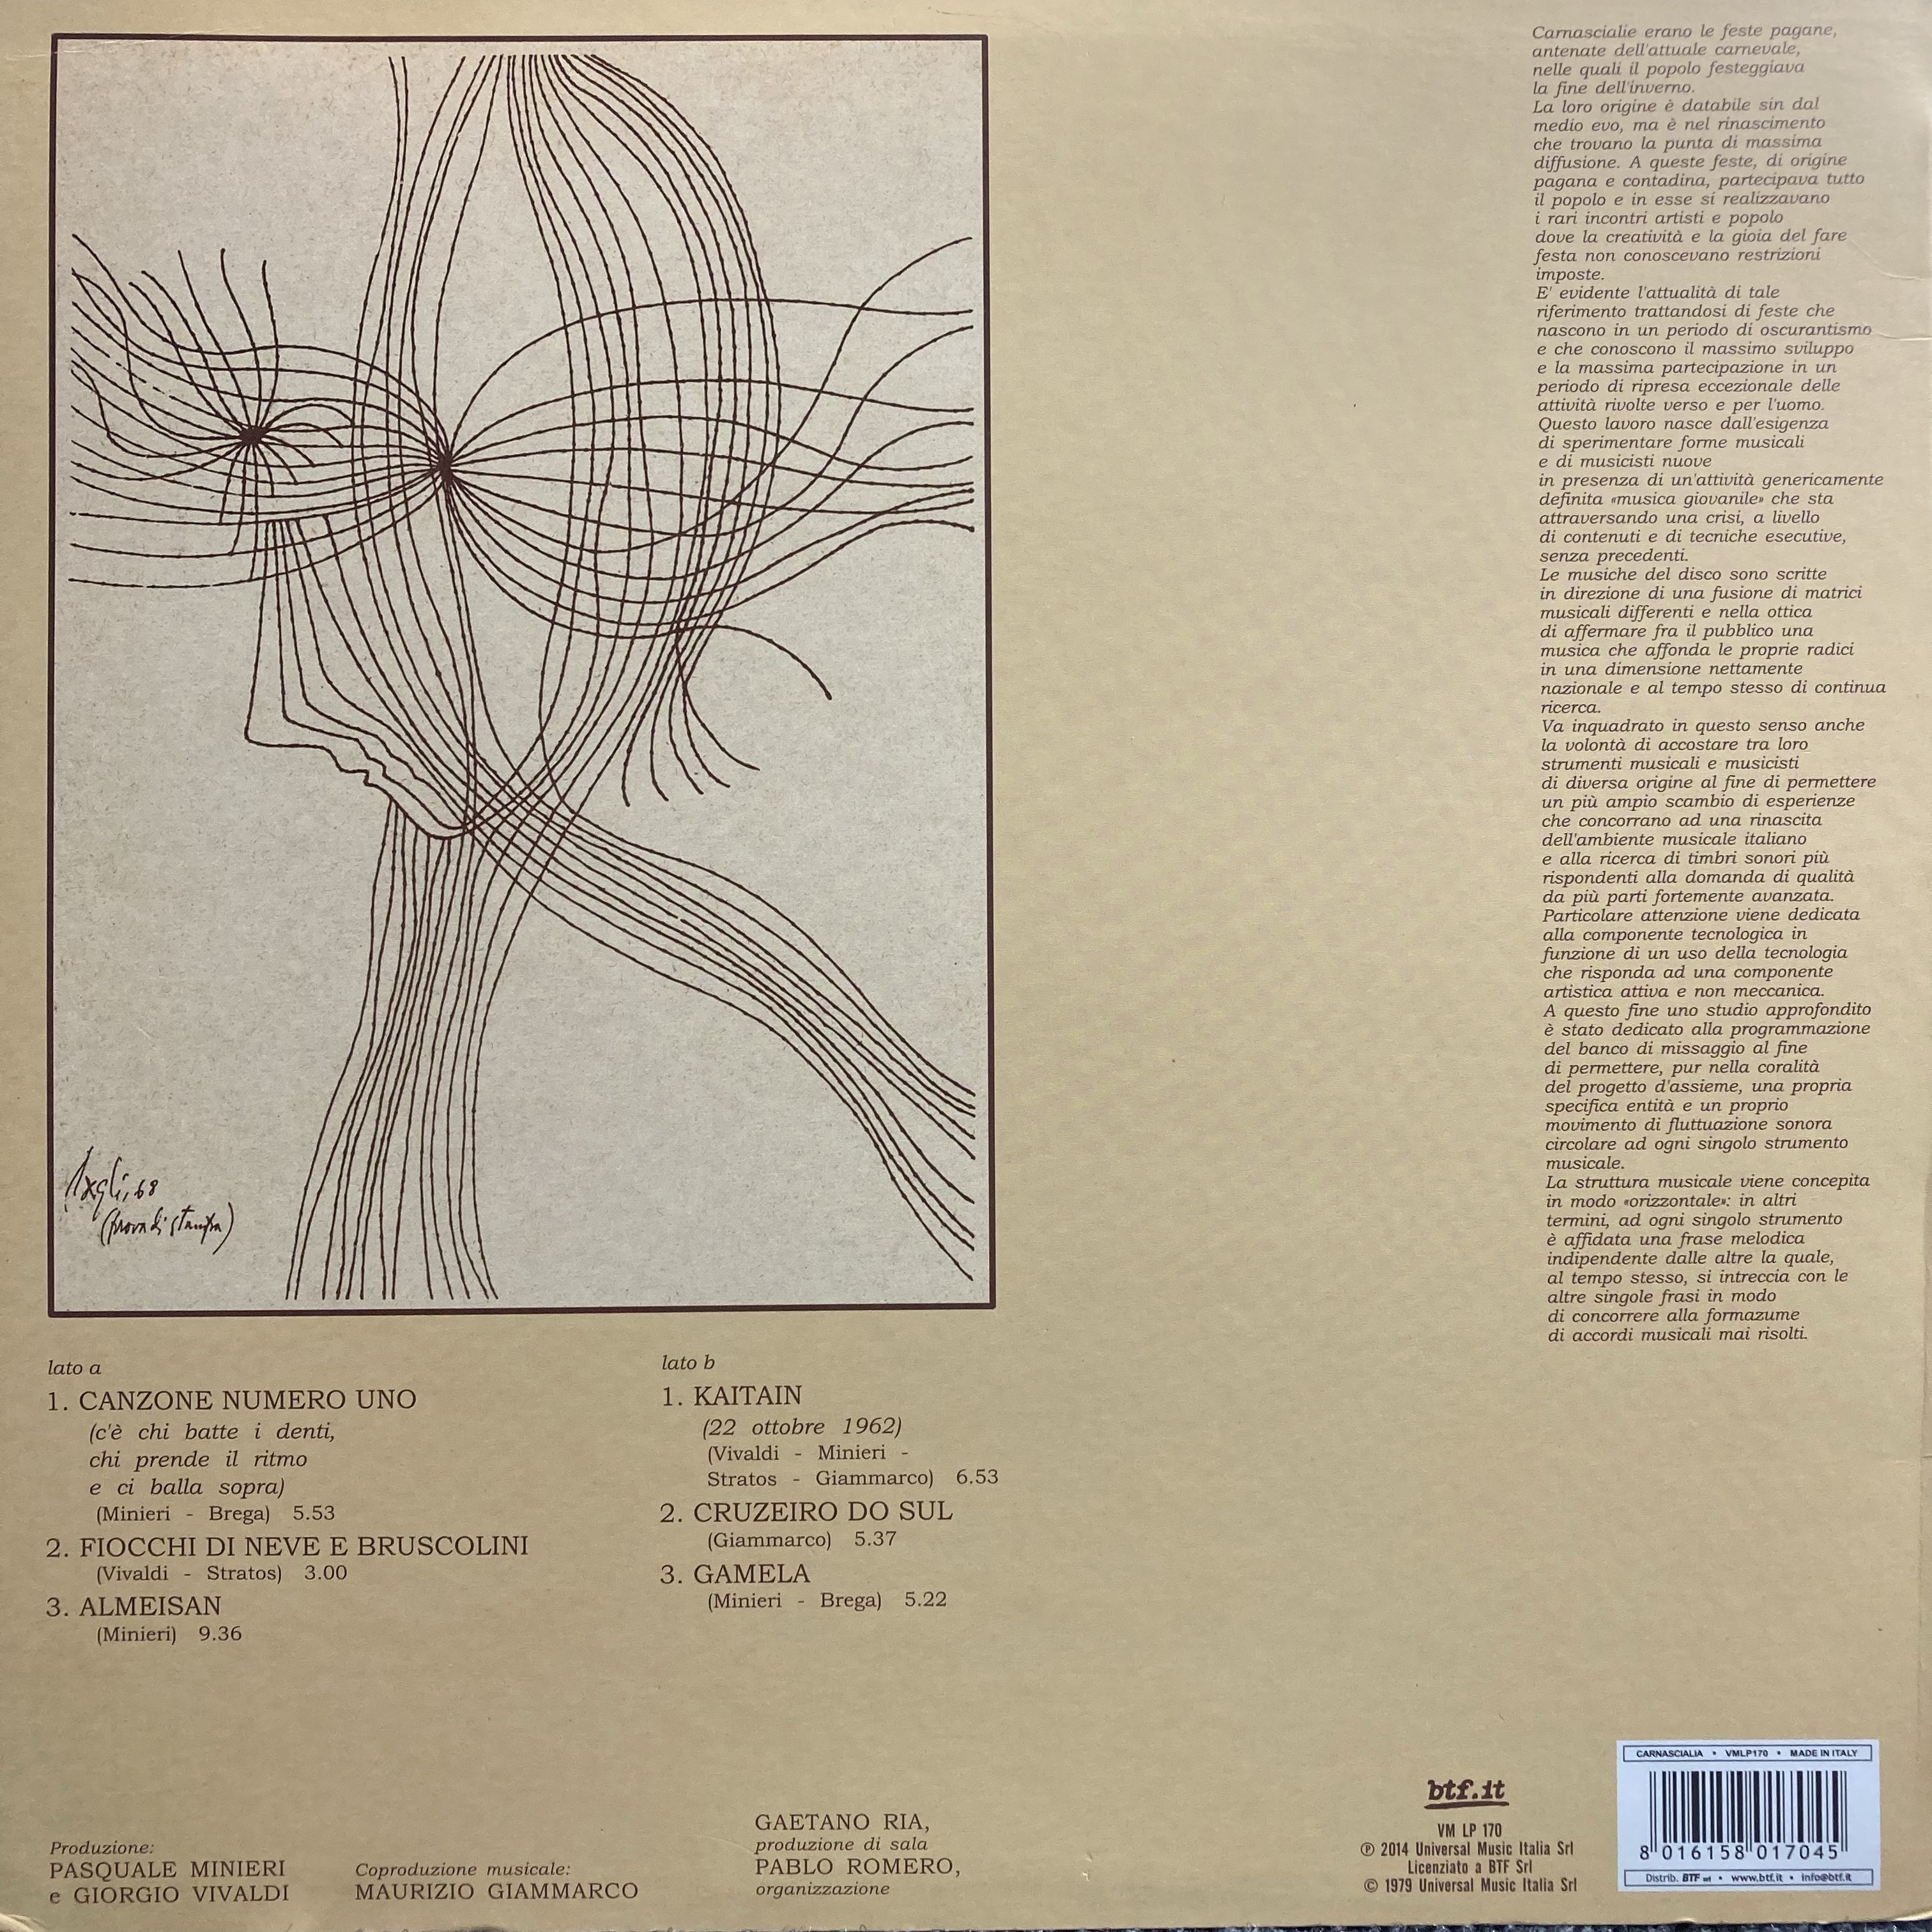 Carnascialie erano le feste pagane,
antenate dell'attuale carnevale,
nelle quali il popolo festeggiava
la fine dell'inverno.
La loro origine è databile sin dal
medio evo, ma è nel rinascimento
che trovano la punta di massima
diffusione. A queste feste, di origine
pagana e contadina, partecipava tutto
il popolo e in esse si realizzavano
i rari incontri artisti e popolo
dove la creatività e la gioia del fare
festa non conoscevano restrizioni
imposte.
E' evidente l'attualità di tale
riferimento trattandosi di feste che
nascono in un periodo di oscurantismo
e che conoscono il massimo sviluppo
e la massima partecipazione in un
periodo di ripresa eccezionale delle
attività rivolte verso e per l'uomo.
Questo lavoro nasce dall'esigenza
di sperimentare forme musicali
e di musicisti nuove
in presenza di un'attività genericamente
definita «musica giovanile» che sta
attraversando una crisi, a livello
di contenuti e di tecniche esecutive,
senza precedenti.
Le musiche del disco sono scritte
in direzione di una fusione di matrici
musicali differenti e nella ottica
di affermare fra il pubblico una
musica che affonda le proprie radici
in una dimensione nettamente
nazionale e al tempo stesso di continua
ricerca.
Va inquadrato in questo senso anche
la volontà di accostare tra loro
strumenti musicali e musicisti
di diversa origine al fine di permettere
un più ampio scambio di esperienze
che concorrano ad una rinascita
dell'ambiente musicale italiano
e alla ricerca di timbri sonori più
rispondenti alla domanda di qualità
da più parti fortemente avanzata.
Particolare attenzione viene dedicata
alla componente tecnologica in
funzione di un uso della tecnologia
che risponda ad una componente
artistica attiva e non meccanica.
A questo fine uno studio approfondito
è stato dedicato alla programmazione
del banco di missaggio al fine
di permettere, pur nella coralità
del progetto d'assieme, una propria
specifica entità e un proprio
movimento di fluttuazione sonora
circolare ad ogni singolo strumento
musicale.
La struttura musicale viene concepita
in modo «orizzontale»: in altri
termini, ad ogni singolo strumento
è affidata una frase melodica
indipendente dalle altre la quale,
al tempo stesso, si intreccia con le
altre singole frasi in modo
di concorrere alla formazume
di accordi musicali mai risolti.
68
(prova di stampa)
lato a
1. CANZONE NUMERO UNO
(c'è chi batte i denti,
chi prende il ritmo
e ci balla sopra)
(Minieri - Brega) 5.53
2. FIOCCHI DI NEVE E BRUSCOLINI
(Vivaldi - Stratos) 3.00
3. ALMEISAN
(Minieri) 9.36
lato b
1. KAITAIN
(22 ottobre 1962)
(Vivaldi - Minieri -
Stratos - Giammarco) 6.53
2. CRUZEIRO DO SUL
(Giammarco) 5.37
3. GAMELA
(Minieri - Brega) 5.22
Produzione:
PASQUALE MINIERI
e GIORGIO VIVALDI
Coproduzione musicale:
MAURIZIO GIAMMARCO
GAETANO RIA,
produzione di sala
PABLO ROMERO,
organizzazione
btf.it
VM LP 170
℗ 2014 Universal Music Italia Srl
Licenziato a BTF Srl
© 1979 Universal Music Italia Srl
CARNASCIALIA • VMLP170 • MADE IN ITALY
8 016158 017045
Distrib. BTF srl • www.btf.it • info@btf.it